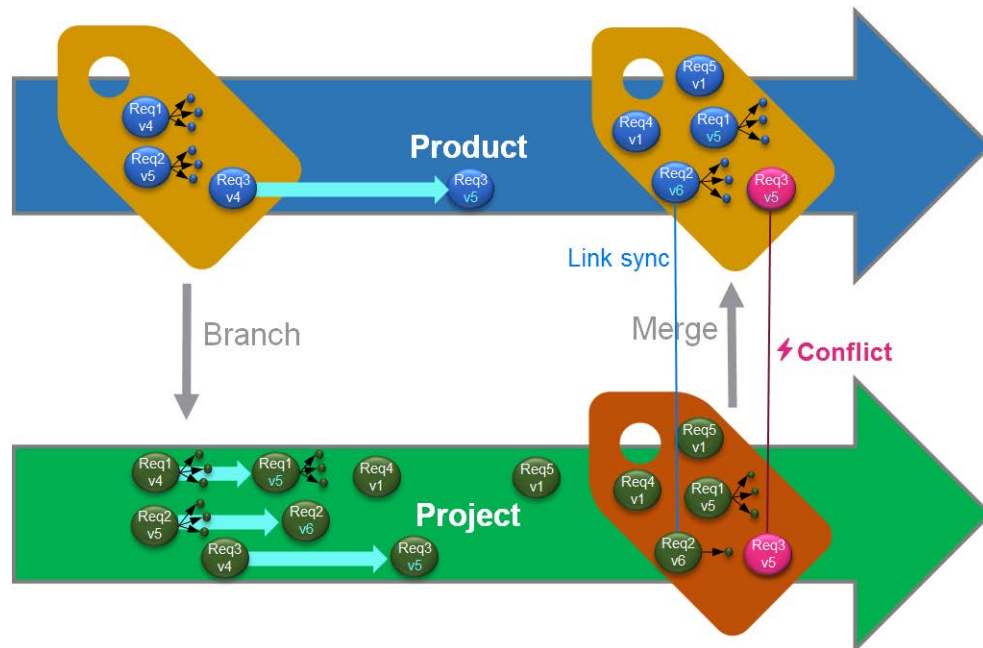 Req5
v1
Req1
v4
Req4
v1
Req1
v5
Product
Req2
v5
Req3
v4
Req3
v5
Req2
v6
Req3
v5
Link sync
Branch
Merge
Conflict
Req1
v4
Req1
v5
Req4
v1
Req5
v1
Req5
v1
Req4
v1
Req1
v5
Req2
v5
Req2
v6
Project
Req3
v4
Req3
v5
Req2
v6
Req3
v5